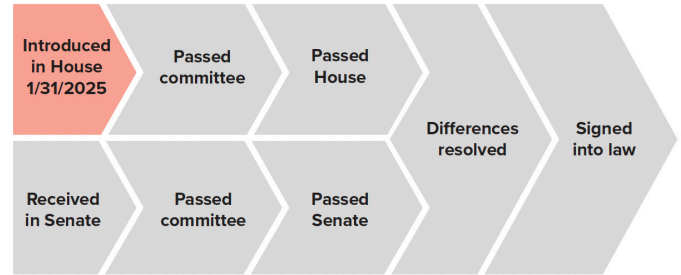 Introduced
in House
1/31/2025
Passed
committee
Passed
House
Differences
resolved
Signed
into law
Received
in Senate
Passed
committee
Passed
Senate